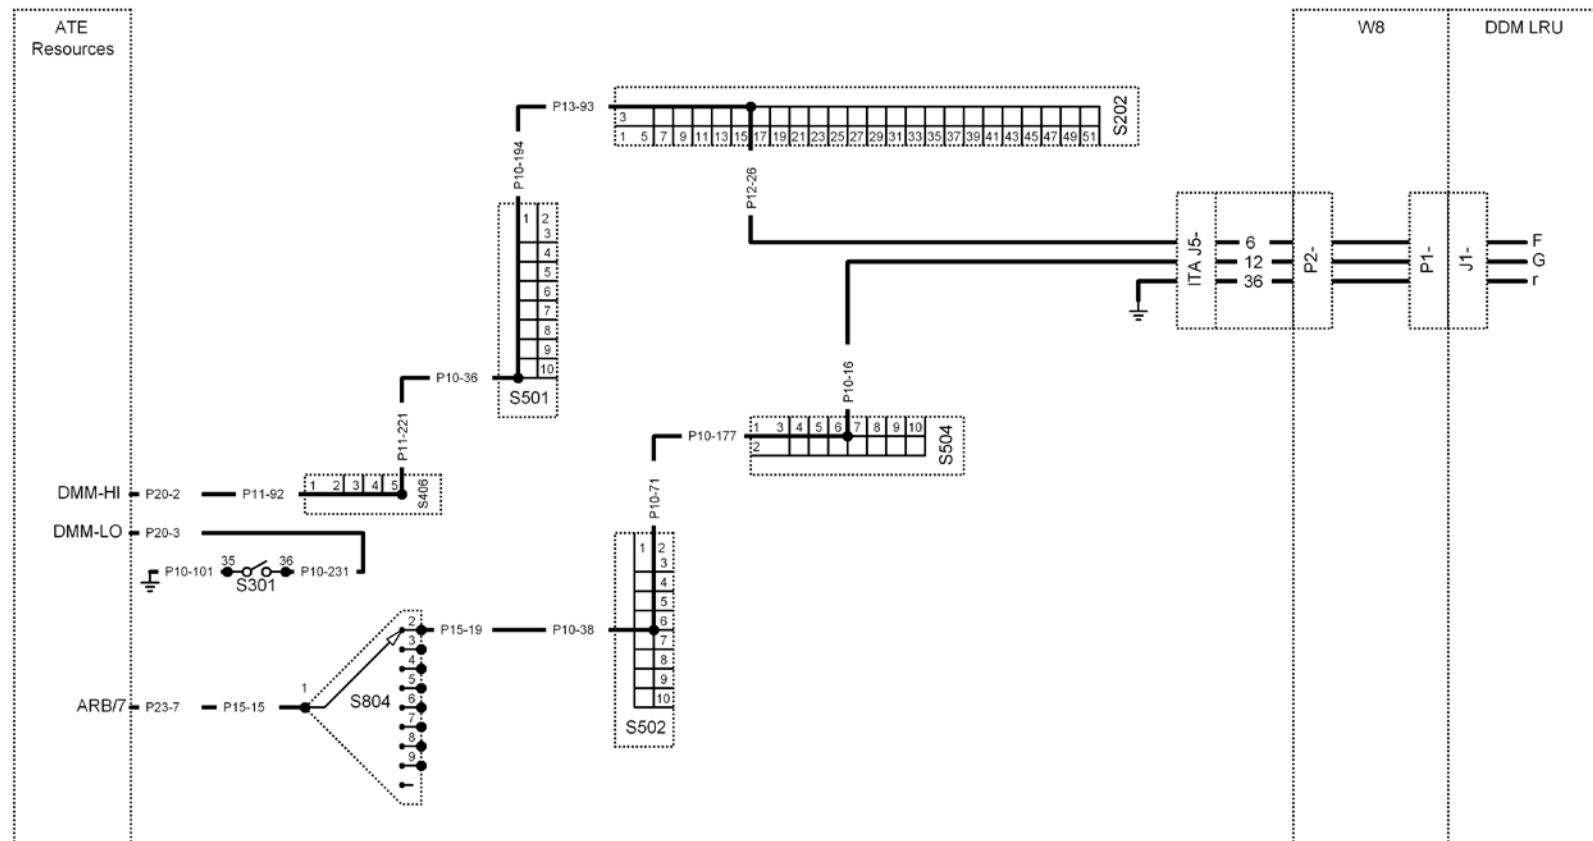 ATE
Resources
W8
DDM LRU
P13-93
3
1 5 7 9 11 13 15 17 19 21 23 25 27 29 31 33 35 37 39 41 43 45 47 49 51
S202
P10-194
P12-26
1 2
3
4
5
6
7
8
9
10
S501
ITA J5-
6
12
36
P2-
P1-
J1-
F
G
r
P10-36
P11-221
P10-16
P10-177
1 3 4 5 6 7 8 9 10
2
S504
DMM-HI
P20-2
P11-92
1 2 3 4 5
S406
P10-71
DMM-LO
P20-3
P10-101
35
S301
36
P10-231
1 2
3
4
5
6
7
8
9
10
S502
P15-19
P10-38
ARB/7
P23-7
P15-15
1
S804
2
3
4
5
6
7
8
9